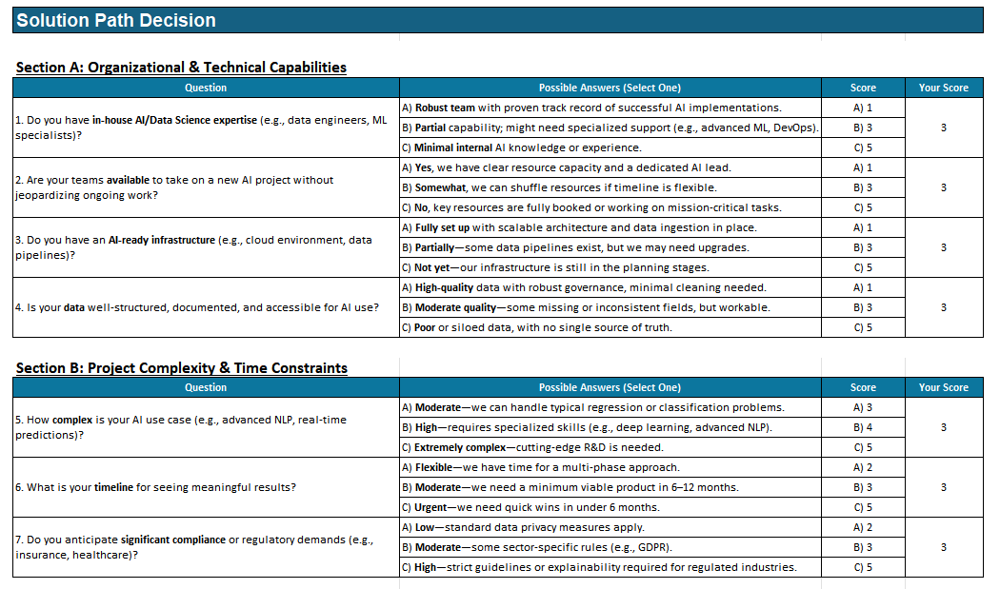 Solution Path Decision
Section A: Organizational & Technical Capabilities
Question Possible Answers (Select One) Score Your Score
1. Do you have in-house AI/Data Science expertise (e.g., data engineers, ML
specialists)?
A) Robust team with proven track record of successful AI implementations. A) 1
B) Partial capability; might need specialized support (e.g., advanced ML, DevOps). B) 3
C) Minimal internal AI knowledge or experience. C) 5
3
2. Are your teams available to take on a new AI project without
jeopardizing ongoing work?
A) Yes, we have clear resource capacity and a dedicated AI lead. A) 1
B) Somewhat, we can shuffle resources if timeline is flexible. B) 3
C) No, key resources are fully booked or working on mission-critical tasks. C) 5
3
3. Do you have an AI-ready infrastructure (e.g., cloud environment, data
pipelines)?
A) Fully set up with scalable architecture and data ingestion in place. A) 1
B) Partially—some data pipelines exist, but we may need upgrades. B) 3
C) Not yet—our infrastructure is still in the planning stages. C) 5
3
4. Is your data well-structured, documented, and accessible for AI use?
A) High-quality data with robust governance, minimal cleaning needed. A) 1
B) Moderate quality—some missing or inconsistent fields, but workable. B) 3
C) Poor or siloed data, with no single source of truth. C) 5
3
Section B: Project Complexity & Time Constraints
Question Possible Answers (Select One) Score Your Score
5. How complex is your AI use case (e.g., advanced NLP, real-time
predictions)?
A) Moderate—we can handle typical regression or classification problems. A) 3
B) High—requires specialized skills (e.g., deep learning, advanced NLP). B) 4
C) Extremely complex—cutting-edge R&D is needed. C) 5
3
6. What is your timeline for seeing meaningful results?
A) Flexible—we have time for a multi-phase approach. A) 2
B) Moderate—we need a minimum viable product in 6–12 months. B) 3
C) Urgent—we need quick wins in under 6 months. C) 5
3
7. Do you anticipate significant compliance or regulatory demands (e.g.,
insurance, healthcare)?
A) Low—standard data privacy measures apply. A) 2
B) Moderate—some sector-specific rules (e.g., GDPR). B) 3
C) High—strict guidelines or explainability required for regulated industries. C) 5
3